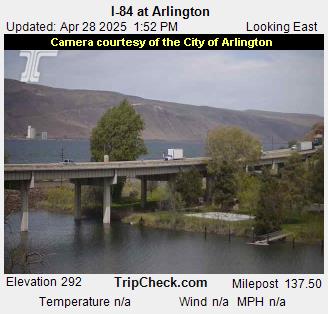 I-84 at Arlington
Updated: Apr 28 2025 1:52 PM Looking East
Camera courtesy of the City of Arlington
Elevation 292 TripCheck.com Milepost 137.50
Temperature n/a Wind n/a MPH n/a